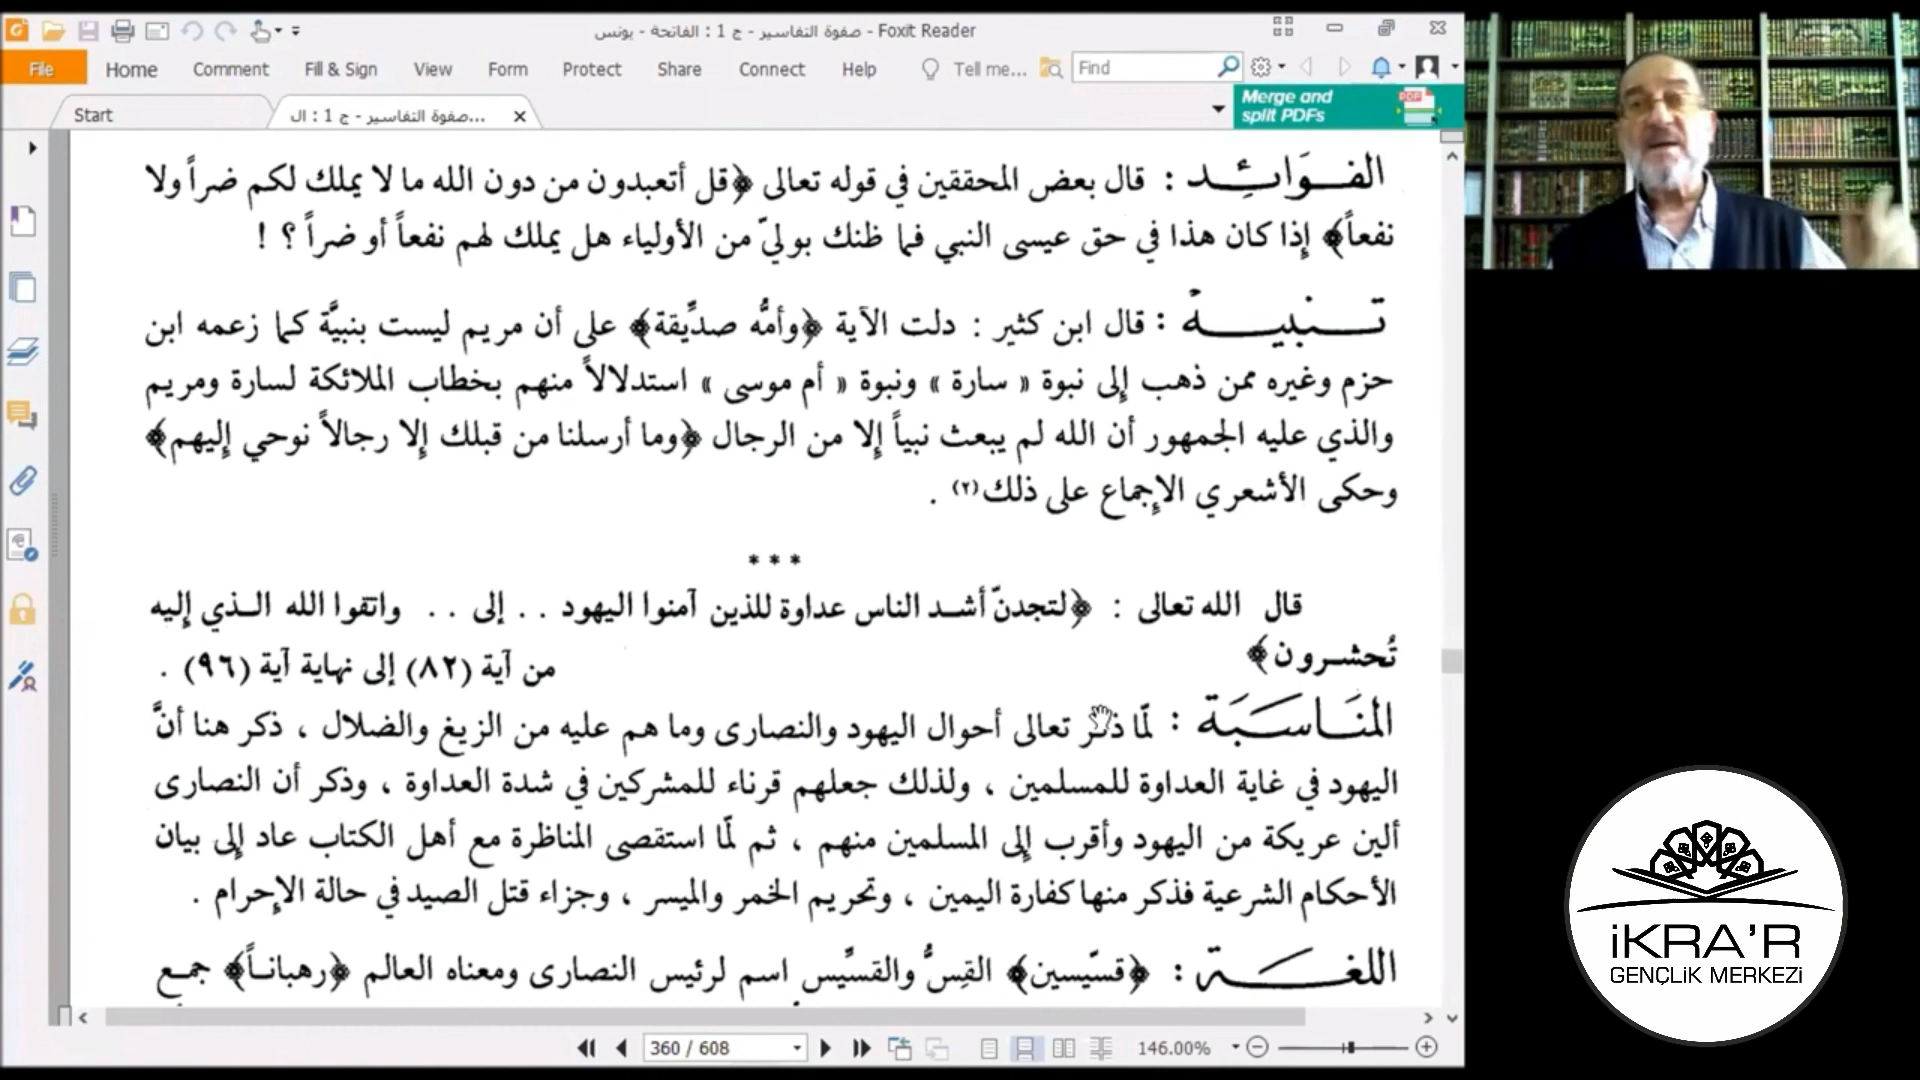 صفوة التفاسير - ج 1 : الفاتحة - يونس - Foxit Reader
File Home Comment Fill & Sign View Form Protect Share Connect Help Tell me... Find
Start صفوة التفاسير - ج 1 : ال...
Merge and
split PDFs
الفوائد : قال بعض المحققين في قوله تعالى ﴿قل أتعبدون من دون الله ما لا يملك لكم ضراً ولا
نفعاً﴾ إذا كان هذا في حق عيسى النبي فما ظنك بوليّ من الأولياء هل يملك لهم نفعاً أو ضراً ؟ !
تنبيه : قال ابن كثير : دلت الآية ﴿وأمُّه صدِّيقة﴾ على أن مريم ليست بنبيَّة كما زعمه ابن
حزم وغيره ممن ذهب إلى نبوة « سارة » ونبوة « أم موسى » استدلالاً منهم بخطاب الملائكة لسارة ومريم
والذي عليه الجمهور أن الله لم يبعث نبياً إلا من الرجال ﴿وما أرسلنا من قبلك إلا رجالاً نوحي إليهم﴾
وحكى الأشعري الإجماع على ذلك(٢) .
* * *
قال الله تعالى : ﴿لتجدنّ أشد الناس عداوة للذين آمنوا اليهود . . إلى . . واتقوا الله الذي إليه
تُحشرون﴾ من آية (٨٢) إلى نهاية آية (٩٦) .
المنَاسَبَة : لمّا ذكر تعالى أحوال اليهود والنصارى وما هم عليه من الزيغ والضلال ، ذكر هنا أنَّ
اليهود في غاية العداوة للمسلمين ، ولذلك جعلهم قرناء للمشركين في شدة العداوة ، وذكر أن النصارى
ألين عريكة من اليهود وأقرب إلى المسلمين منهم ، ثم لمّا استقصى المناظرة مع أهل الكتاب عاد إلى بيان
الأحكام الشرعية فذكر منها كفارة اليمين ، وتحريم الخمر والميسر ، وجزاء قتل الصيد في حالة الإحرام .
اللغَة : ﴿قسّيسين﴾ القِسُّ والقسِّيس اسم لرئيس النصارى ومعناه العالم ﴿رهباناً﴾ جمع
360 / 608
146.00%
iKRA'R
GENÇLiK MERKEZi